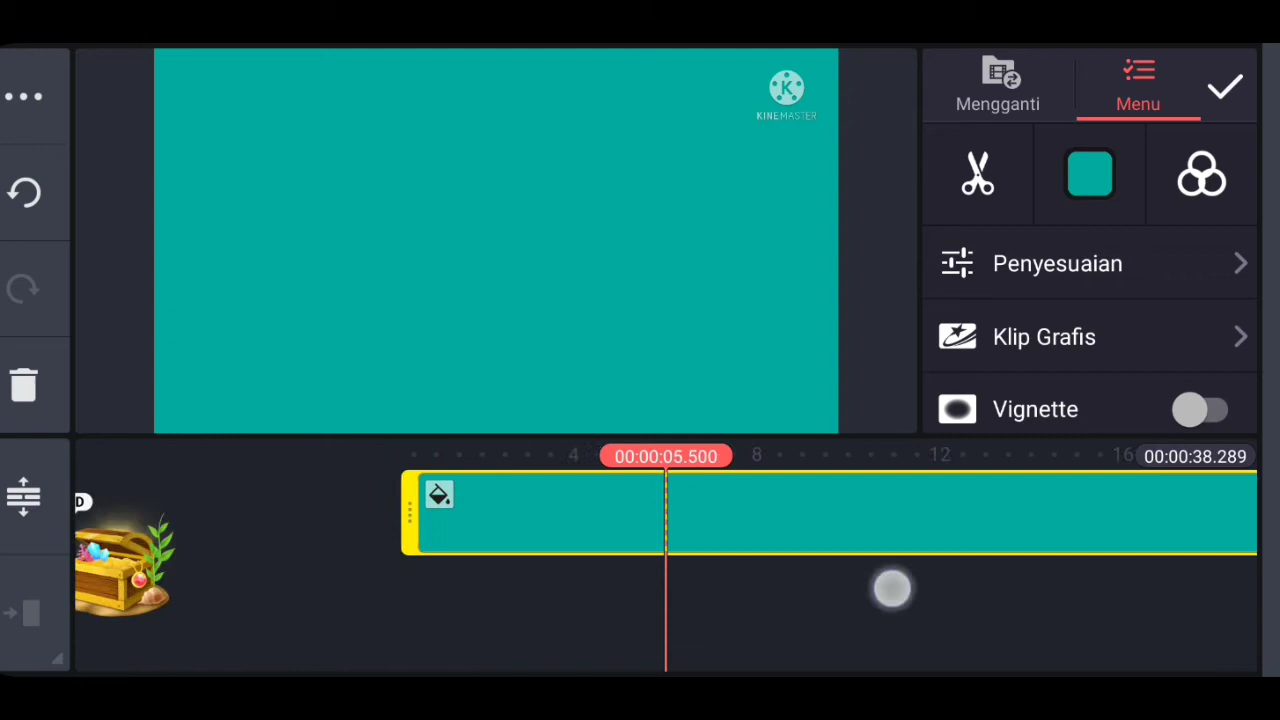 KINEMASTER
Mengganti
Menu
Penyesuaian
Klip Grafis
Vignette
4
00:00:05.500
8
12
16
00:00:38.289
D